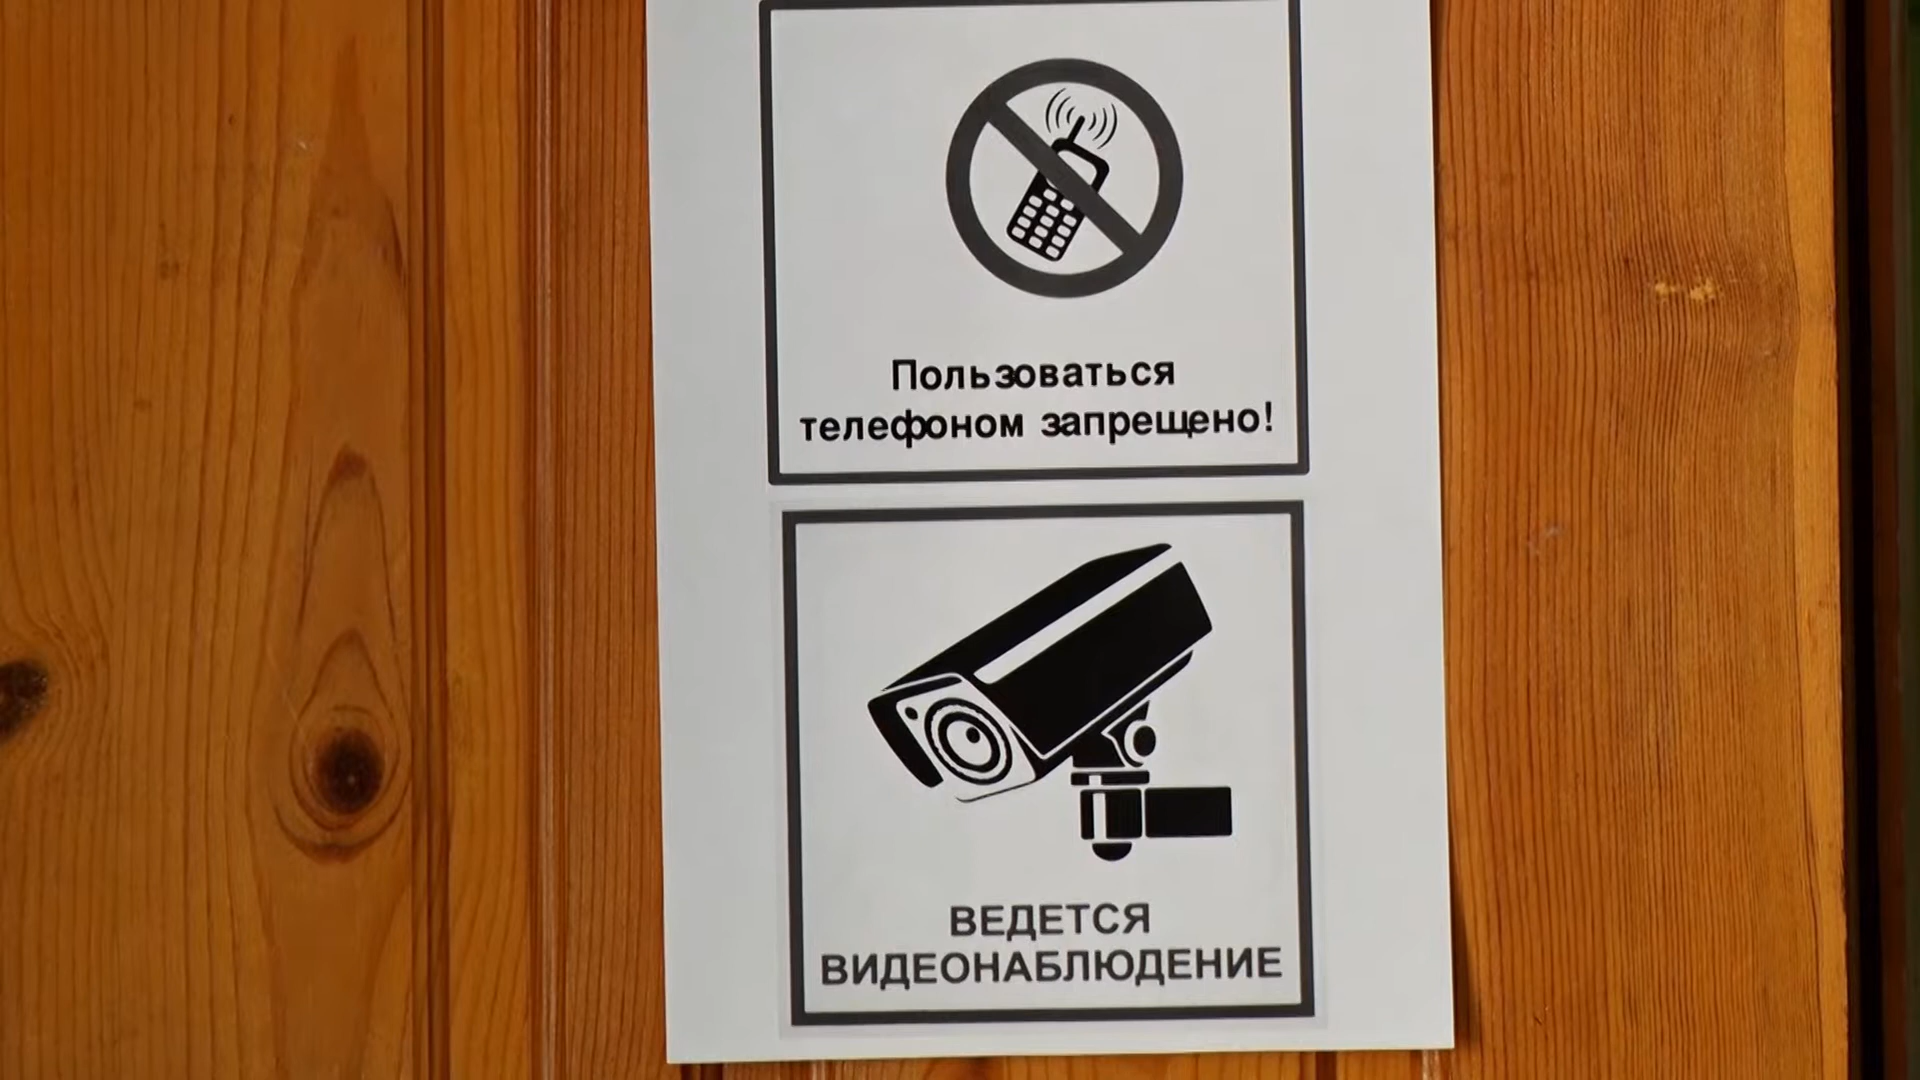 Пользоваться
телефоном запрещено!
ВЕДЕТСЯ
ВИДЕОНАБЛЮДЕНИЕ